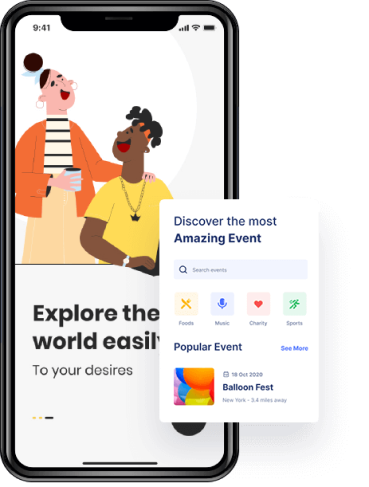 9:41
Discover the most
Amazing Event
Search events
Foods
Music
Charity
Sports
Popular Event
See More
18 Oct 2020
Balloon Fest
New York - 3.4 miles away
Explore the
world easily
To your desires